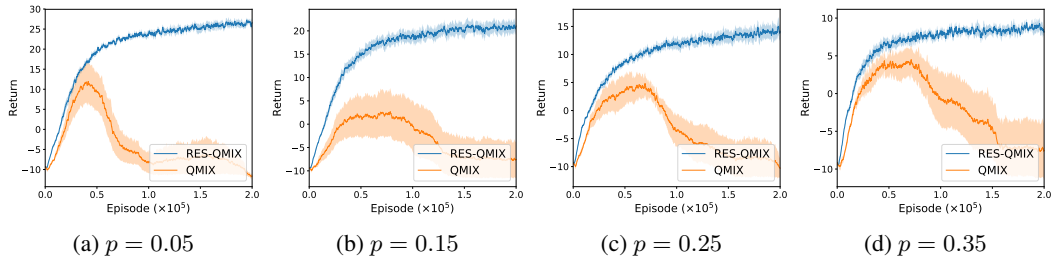 30
25
20
15
10
5
0
−5
−10
Return
0.0 0.5 1.0 1.5 2.0
Episode (×10⁵)
RES-QMIX
QMIX
(a) p = 0.05
20
15
10
5
0
−5
−10
Return
0.0 0.5 1.0 1.5 2.0
Episode (×10⁵)
RES-QMIX
QMIX
(b) p = 0.15
15
10
5
0
−5
−10
Return
0.0 0.5 1.0 1.5 2.0
Episode (×10⁵)
RES-QMIX
QMIX
(c) p = 0.25
10
5
0
−5
−10
Return
0.0 0.5 1.0 1.5 2.0
Episode (×10⁵)
RES-QMIX
QMIX
(d) p = 0.35